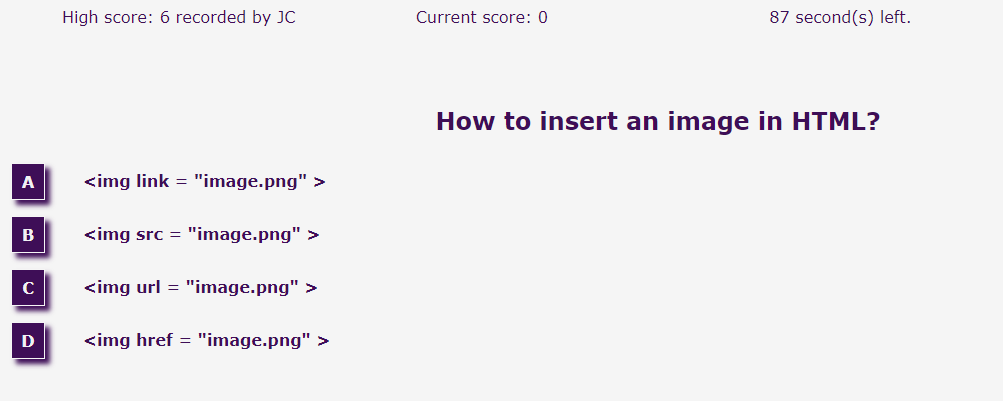 High score: 6 recorded by JC Current score: 0 87 second(s) left.
How to insert an image in HTML?
A <img link = "image.png" >
B <img src = "image.png" >
C <img url = "image.png" >
D <img href = "image.png" >